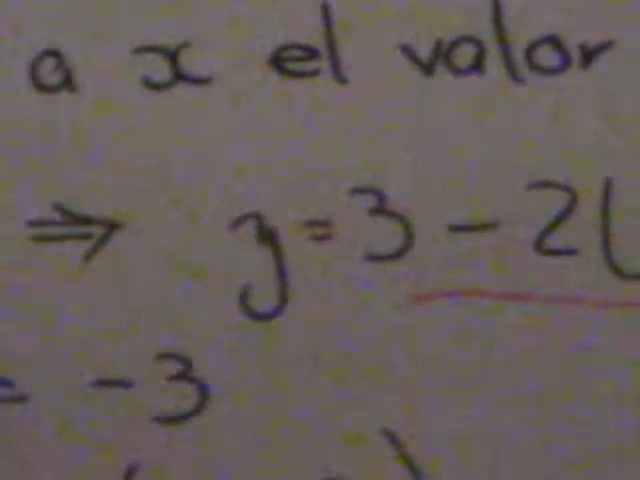 a x el valor
⇒ y = 3 - 2(
= -3